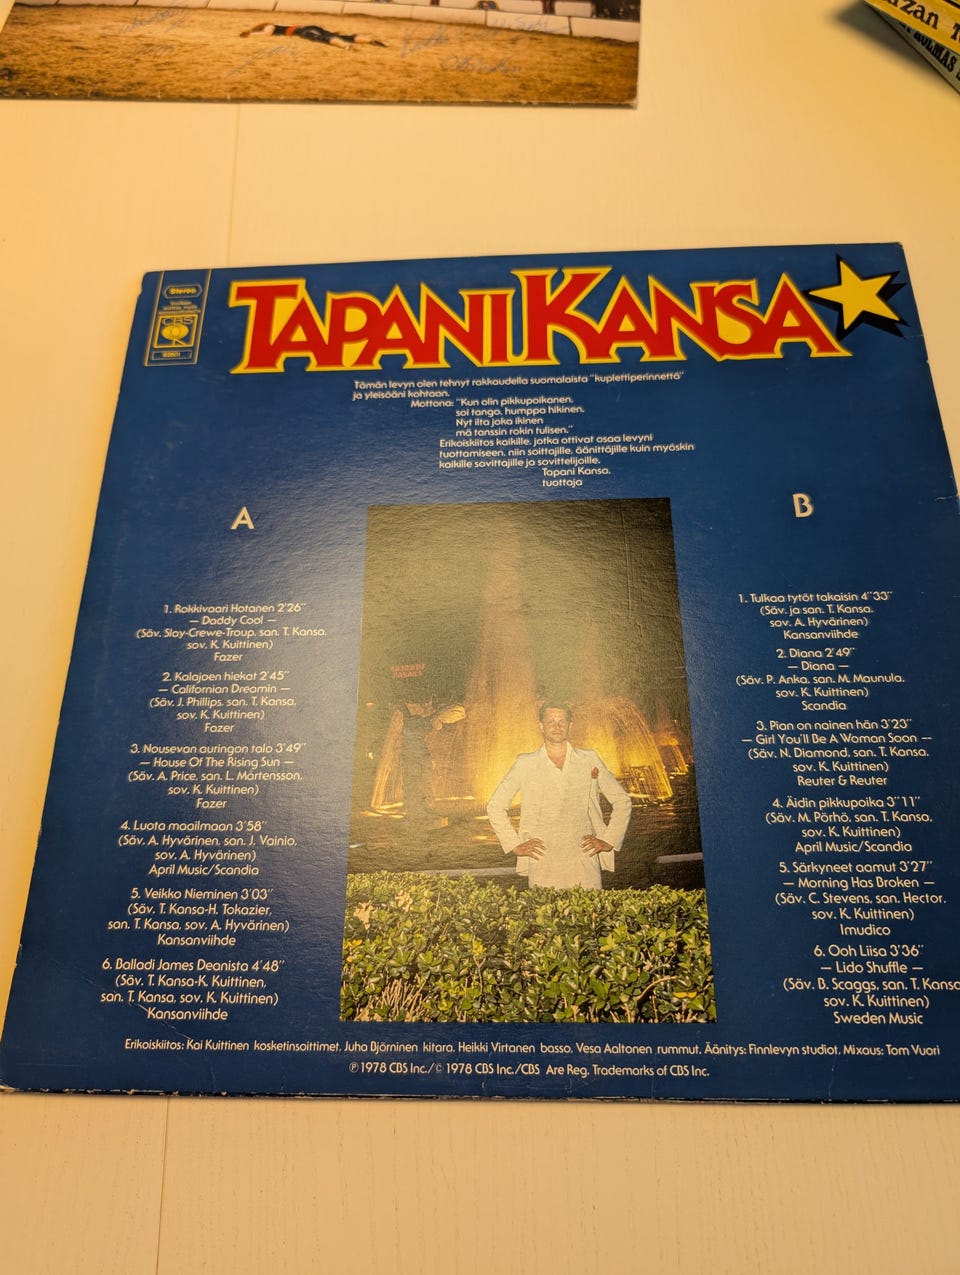 rzan T
KOLMAS
Stereo
CBS
83501
TAPANI KANSA
Tämän levyn olen tehnyt rakkaudella suomalaista "kuplettiperinnettä"
ja yleisöäni kohtaan.
Mottona: "Kun olin pikkupoikanen,
soi tango, humppa hikinen.
Nyt ilta joka ikinen
mä tanssin rokin tulisen."
Erikoiskiitos kaikille, jotka ottivat osaa levyni
tuottamiseen, niin soittajille, äänittäjille kuin myöskin
kaikille sovittajille ja sovittelijoille.
Tapani Kansa,
tuottaja
A
1. Rokkivaari Hotanen 2'26"
— Daddy Cool —
(Säv. Slay-Crewe-Troup, san. T. Kansa,
sov. K. Kuittinen)
Fazer
2. Kalajoen hiekat 2'45"
— Californian Dreamin —
(Säv. J. Phillips, san. T. Kansa,
sov. K. Kuittinen)
Fazer
3. Nousevan auringon talo 3'49"
— House Of The Rising Sun —
(Säv. A. Price, san. L. Mårtensson,
sov. K. Kuittinen)
Fazer
4. Luota maailmaan 3'58"
(Säv. A. Hyvärinen, san. J. Vainio,
sov. A. Hyvärinen)
April Music/Scandia
5. Veikko Nieminen 3'03"
(Säv. T. Kansa-H. Tokazier,
san. T. Kansa, sov. A. Hyvärinen)
Kansanviihde
6. Balladi James Deanista 4'48"
(Säv. T. Kansa-K. Kuittinen,
san. T. Kansa, sov. K. Kuittinen)
Kansanviihde
B
1. Tulkaa tytöt takaisin 4"33"
(Säv. ja san. T. Kansa,
sov. A. Hyvärinen)
Kansanviihde
2. Diana 2'49"
— Diana —
(Säv. P. Anka, san. M. Maunula,
sov. K. Kuittinen)
Scandia
3. Pian on nainen hän 3'23"
— Girl You'll Be A Woman Soon —
(Säv. N. Diamond, san. T. Kansa,
sov. K. Kuittinen)
Reuter & Reuter
4. Äidin pikkupoika 3"11"
(Säv. M. Pörhö, san. T. Kansa,
sov. K. Kuittinen)
April Music/Scandia
5. Särkyneet aamut 3'27"
— Morning Has Broken —
(Säv. C. Stevens, san. Hector,
sov. K. Kuittinen)
Imudico
6. Ooh Liisa 3'36"
— Lido Shuffle —
(Säv. B. Scaggs, san. T. Kansa
sov. K. Kuittinen)
Sweden Music
Erikoiskiitos: Kai Kuittinen kosketinsoittimet, Juha Björninen kitara, Heikki Virtanen basso, Vesa Aaltonen rummut, Äänitys: Finnlevyn studiot, Mixaus: Tom Vuori
℗ 1978 CBS Inc./© 1978 CBS Inc./CBS Are Reg. Trademarks of CBS Inc.